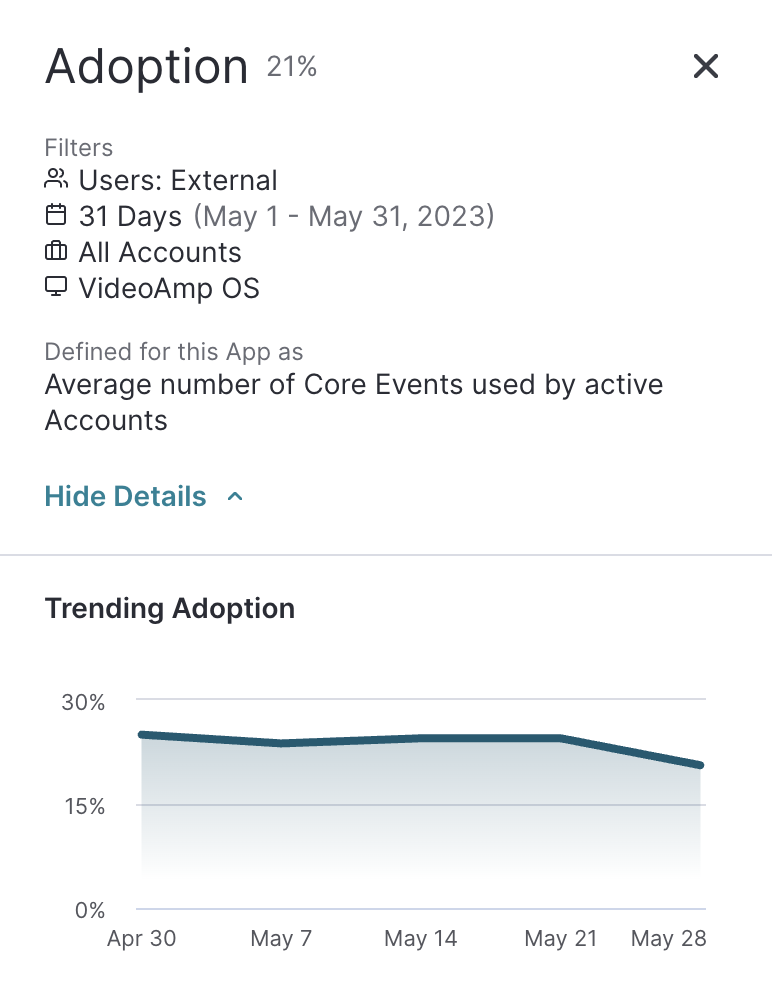 Adoption 21%
Filters
Users: External
31 Days (May 1 - May 31, 2023)
All Accounts
VideoAmp OS
Defined for this App as
Average number of Core Events used by active
Accounts
Hide Details
Trending Adoption
30%
15%
0%
Apr 30 May 7 May 14 May 21 May 28